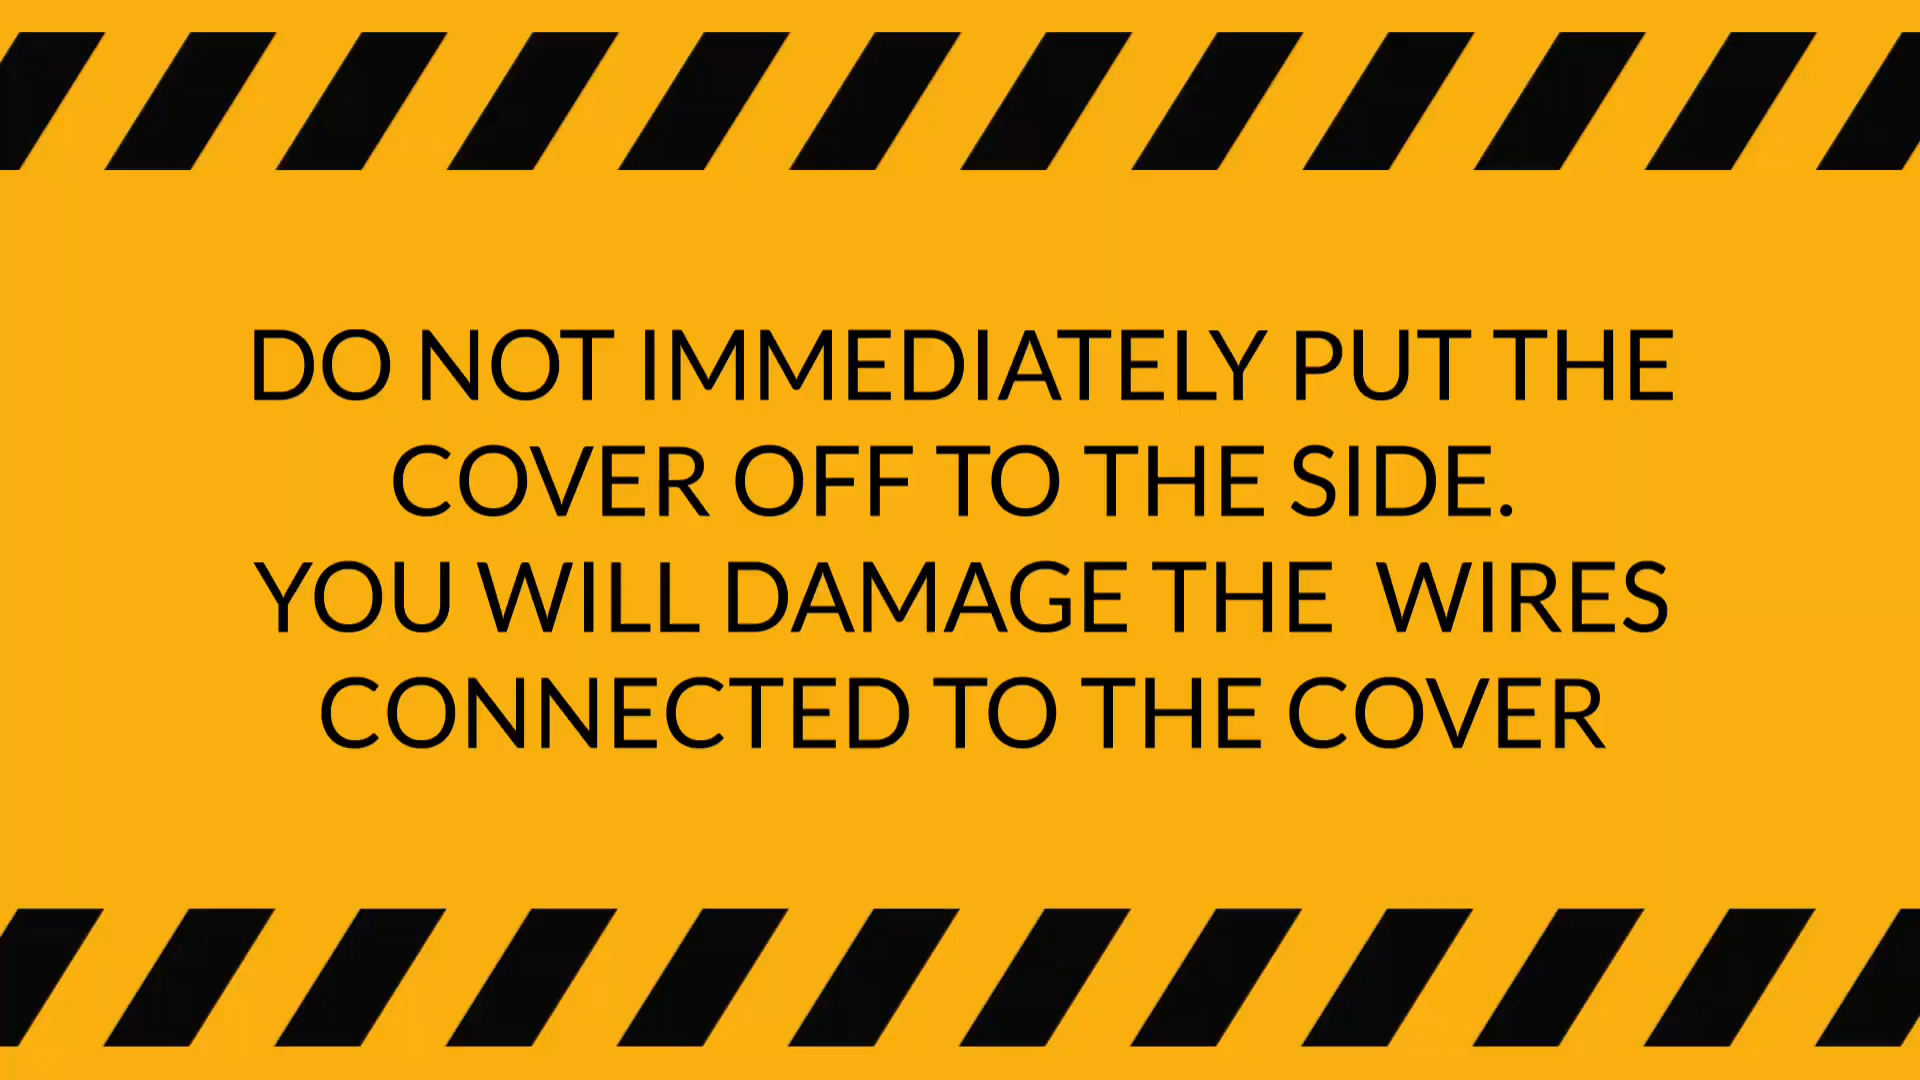 DO NOT IMMEDIATELY PUT THE
COVER OFF TO THE SIDE.
YOU WILL DAMAGE THE  WIRES
CONNECTED TO THE COVER